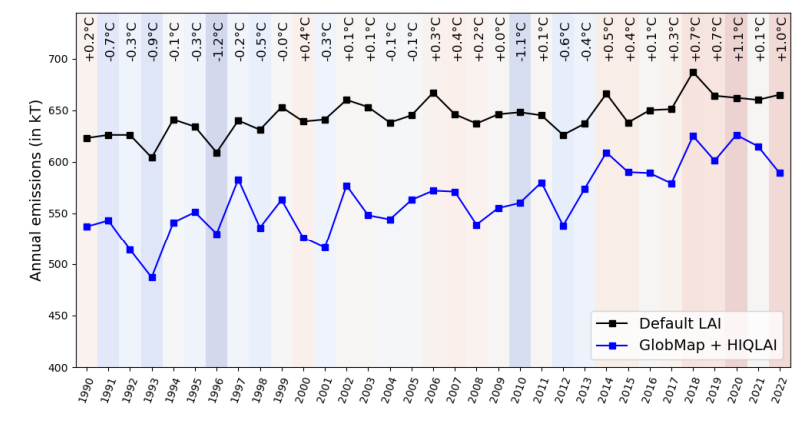 +0.2°C
-0.7°C
-0.3°C
-0.9°C
-0.1°C
-0.3°C
-1.2°C
-0.2°C
-0.5°C
-0.0°C
+0.4°C
-0.3°C
+0.1°C
+0.1°C
-0.1°C
-0.1°C
+0.3°C
+0.4°C
+0.2°C
+0.0°C
-1.1°C
+0.1°C
-0.6°C
-0.4°C
+0.5°C
+0.4°C
+0.1°C
+0.3°C
+0.7°C
+0.7°C
+1.1°C
+0.1°C
+1.0°C
Annual emissions (in kT)
700
650
600
550
500
450
400
Default LAI
GlobMap + HIQLAI
1990
1991
1992
1993
1994
1995
1996
1997
1998
1999
2000
2001
2002
2003
2004
2005
2006
2007
2008
2009
2010
2011
2012
2013
2014
2015
2016
2017
2018
2019
2020
2021
2022